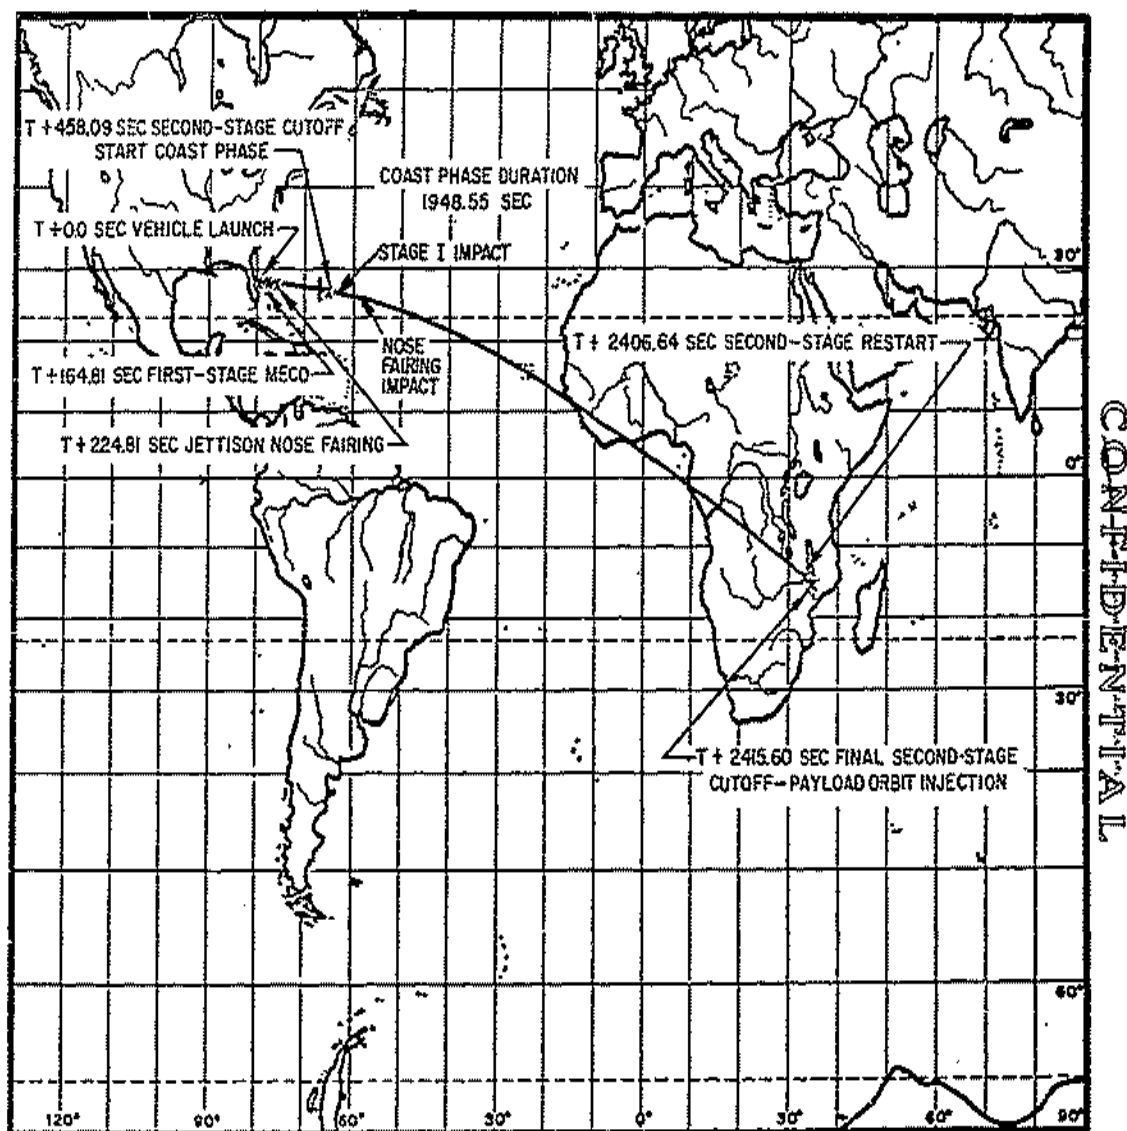 T +458.09 SEC SECOND-STAGE CUTOFF
START COAST PHASE
COAST PHASE DURATION
1948.55 SEC
T +0.0 SEC VEHICLE LAUNCH
STAGE I IMPACT
30°
T + 2406.64 SEC SECOND-STAGE RESTART
NOSE
FAIRING
IMPACT
T +164.81 SEC FIRST-STAGE MECO
T + 224.81 SEC JETTISON NOSE FAIRING
0°
30°
T + 2415.60 SEC FINAL SECOND-STAGE
CUTOFF-PAYLOAD ORBIT INJECTION
60°
120° 90° 60° 30° 0° 30° 60° 90°
CONFIDENTIAL